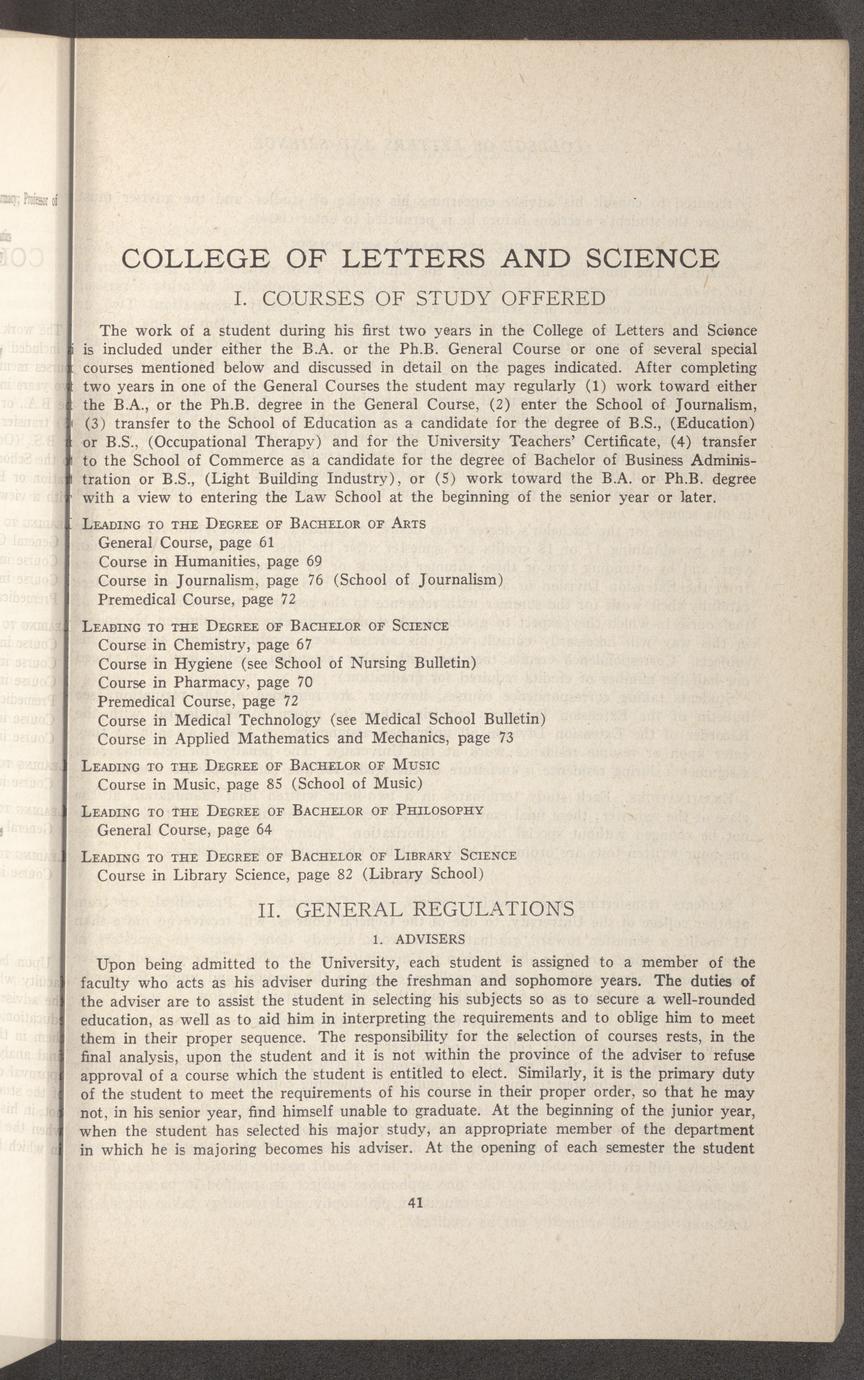 rmacy; Professor of
COLLEGE OF LETTERS AND SCIENCE
I. COURSES OF STUDY OFFERED
The work of a student during his first two years in the College of Letters and Science
is included under either the B.A. or the Ph.B. General Course or one of several special
courses mentioned below and discussed in detail on the pages indicated. After completing
two years in one of the General Courses the student may regularly (1) work toward either
the B.A., or the Ph.B. degree in the General Course, (2) enter the School of Journalism,
(3) transfer to the School of Education as a candidate for the degree of B.S., (Education)
or B.S., (Occupational Therapy) and for the University Teachers' Certificate, (4) transfer
to the School of Commerce as a candidate for the degree of Bachelor of Business Adminis-
tration or B.S., (Light Building Industry), or (5) work toward the B.A. or Ph.B. degree
with a view to entering the Law School at the beginning of the senior year or later.
Leading to the Degree of Bachelor of Arts
General Course, page 61
Course in Humanities, page 69
Course in Journalism, page 76 (School of Journalism)
Premedical Course, page 72
Leading to the Degree of Bachelor of Science
Course in Chemistry, page 67
Course in Hygiene (see School of Nursing Bulletin)
Course in Pharmacy, page 70
Premedical Course, page 72
Course in Medical Technology (see Medical School Bulletin)
Course in Applied Mathematics and Mechanics, page 73
Leading to the Degree of Bachelor of Music
Course in Music, page 85 (School of Music)
Leading to the Degree of Bachelor of Philosophy
General Course, page 64
Leading to the Degree of Bachelor of Library Science
Course in Library Science, page 82 (Library School)
II. GENERAL REGULATIONS
1. ADVISERS
Upon being admitted to the University, each student is assigned to a member of the
faculty who acts as his adviser during the freshman and sophomore years. The duties of
the adviser are to assist the student in selecting his subjects so as to secure a well-rounded
education, as well as to aid him in interpreting the requirements and to oblige him to meet
them in their proper sequence. The responsibility for the selection of courses rests, in the
final analysis, upon the student and it is not within the province of the adviser to refuse
approval of a course which the student is entitled to elect. Similarly, it is the primary duty
of the student to meet the requirements of his course in their proper order, so that he may
not, in his senior year, find himself unable to graduate. At the beginning of the junior year,
when the student has selected his major study, an appropriate member of the department
in which he is majoring becomes his adviser. At the opening of each semester the student
41